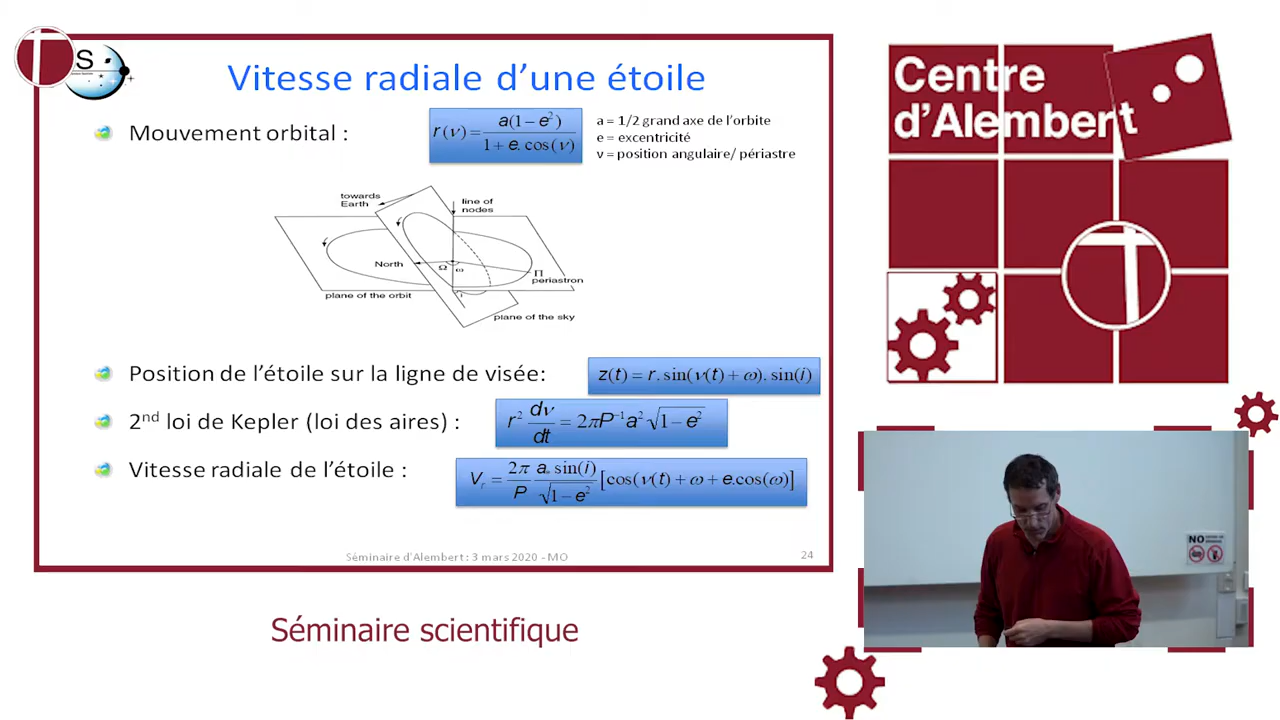 S
Vitesse radiale d’une étoile
Mouvement orbital :
r(ν) = a(1 − e²) / 1 + e. cos(ν)
a = 1/2 grand axe de l’orbite
e = excentricité
ν = position angulaire/ périastre
towards
Earth
line of
nodes
North
Ω
ω
Π
periastron
plane of the orbit
plane of the sky
Position de l’étoile sur la ligne de visée:
z(t) = r. sin(ν(t) + ω). sin(i)
2nd loi de Kepler (loi des aires) :
r² dν/dt = 2πP⁻¹a²√1 − e²
Vitesse radiale de l’étoile :
Vr = 2π/P a* sin(i)/√1 − e² [cos(ν(t) + ω + e.cos(ω)]
Séminaire d’Alembert : 3 mars 2020 - MO
24
Séminaire scientifique
Centre
d’Alembert
NO